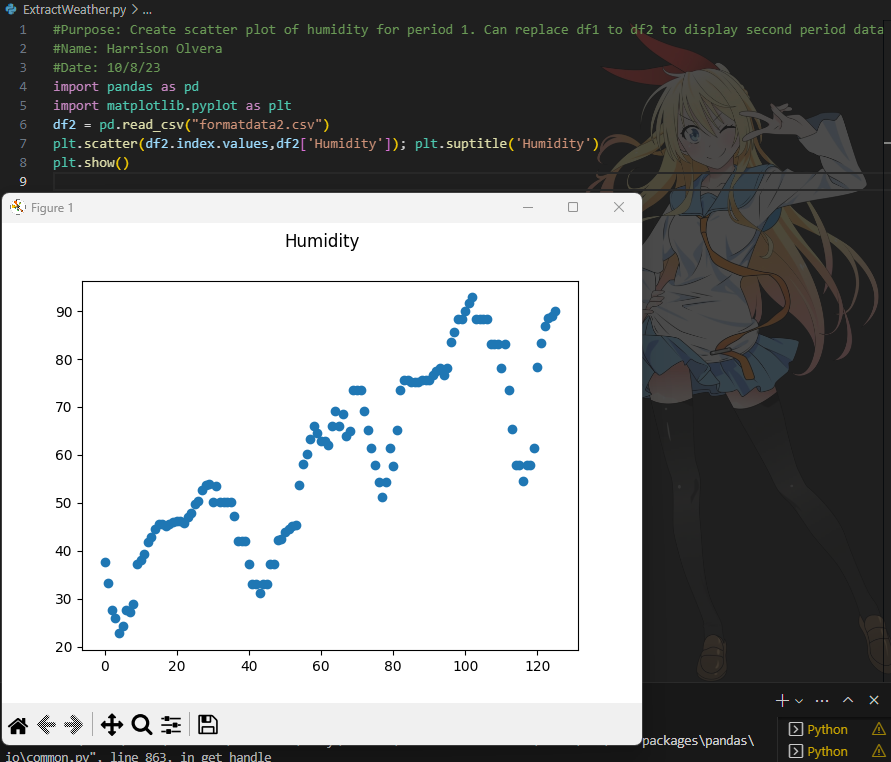 ExtractWeather.py > ...
1 #Purpose: Create scatter plot of humidity for period 1. Can replace df1 to df2 to display second period data
2 #Name: Harrison Olvera
3 #Date: 10/8/23
4 import pandas as pd
5 import matplotlib.pyplot as plt
6 df2 = pd.read_csv("formatdata2.csv")
7 plt.scatter(df2.index.values,df2['Humidity']); plt.suptitle('Humidity')
8 plt.show()
9
Figure 1
Humidity
90
80
70
60
50
40
30
20
0 20 40 60 80 100 120
Python
packages\pandas\
Python
io\common.py", line 863, in get_handle